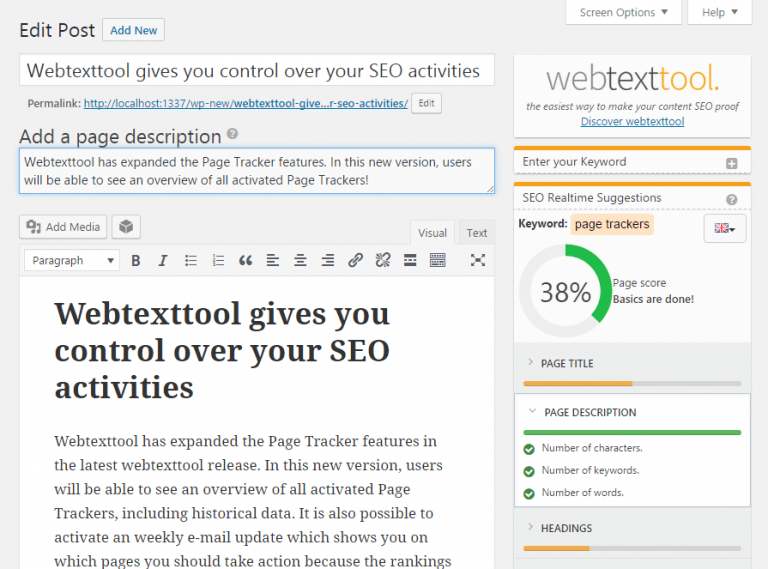 Screen Options ▼
Help ▼
Edit Post
Add New
Webtexttool gives you control over your SEO activities
Permalink: http://localhost:1337/wp-new/webtexttool-give…r-seo-activities/
Edit
Add a page description ?
Webtexttool has expanded the Page Tracker features. In this new version, users
will be able to see an overview of all activated Page Trackers!
Add Media
Visual
Text
Paragraph ▼
B I
Webtexttool gives you
control over your SEO
activities
Webtexttool has expanded the Page Tracker features in
the latest webtexttool release. In this new version, users
will be able to see an overview of all activated Page
Trackers, including historical data. It is also possible to
activate an weekly e-mail update which shows you on
which pages you should take action because the rankings
webtexttool.
the easiest way to make your content SEO proof
Discover webtexttool
Enter your Keyword
SEO Realtime Suggestions ?
Keyword: page trackers
38%
Page score
Basics are done!
PAGE TITLE
PAGE DESCRIPTION
Number of characters.
Number of keywords.
Number of words.
HEADINGS